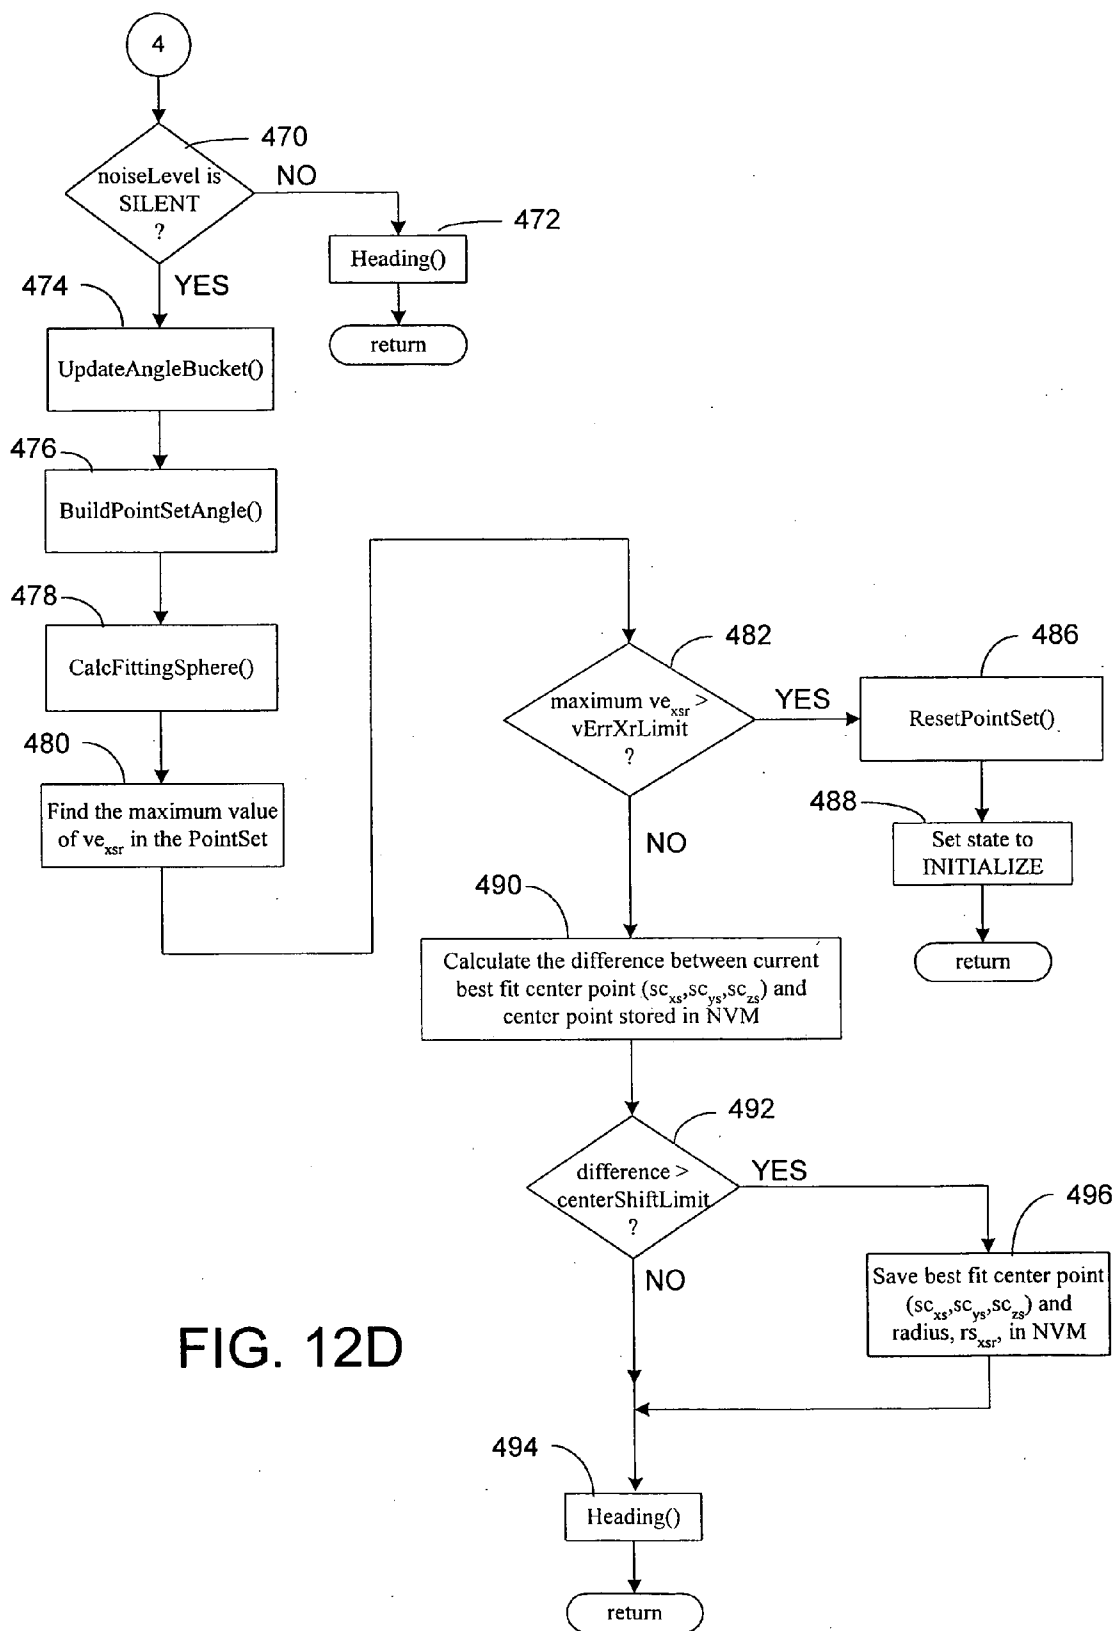 4
470
noiseLevel is
SILENT
?
NO
472
Heading()
return
YES
474
UpdateAngleBucket()
476
BuildPointSetAngle()
478
CalcFittingSphere()
480
Find the maximum value
of ve_xsr in the PointSet
482
maximum ve_xsr >
vErrXrLimit
?
YES
486
ResetPointSet()
488
Set state to
INITIALIZE
return
NO
490
Calculate the difference between current
best fit center point (sc_xs,sc_ys,sc_zs) and
center point stored in NVM
492
difference >
centerShiftLimit
?
YES
496
Save best fit center point
(sc_xs,sc_ys,sc_zs) and
radius, rs_xsr, in NVM
NO
494
Heading()
return
FIG. 12D